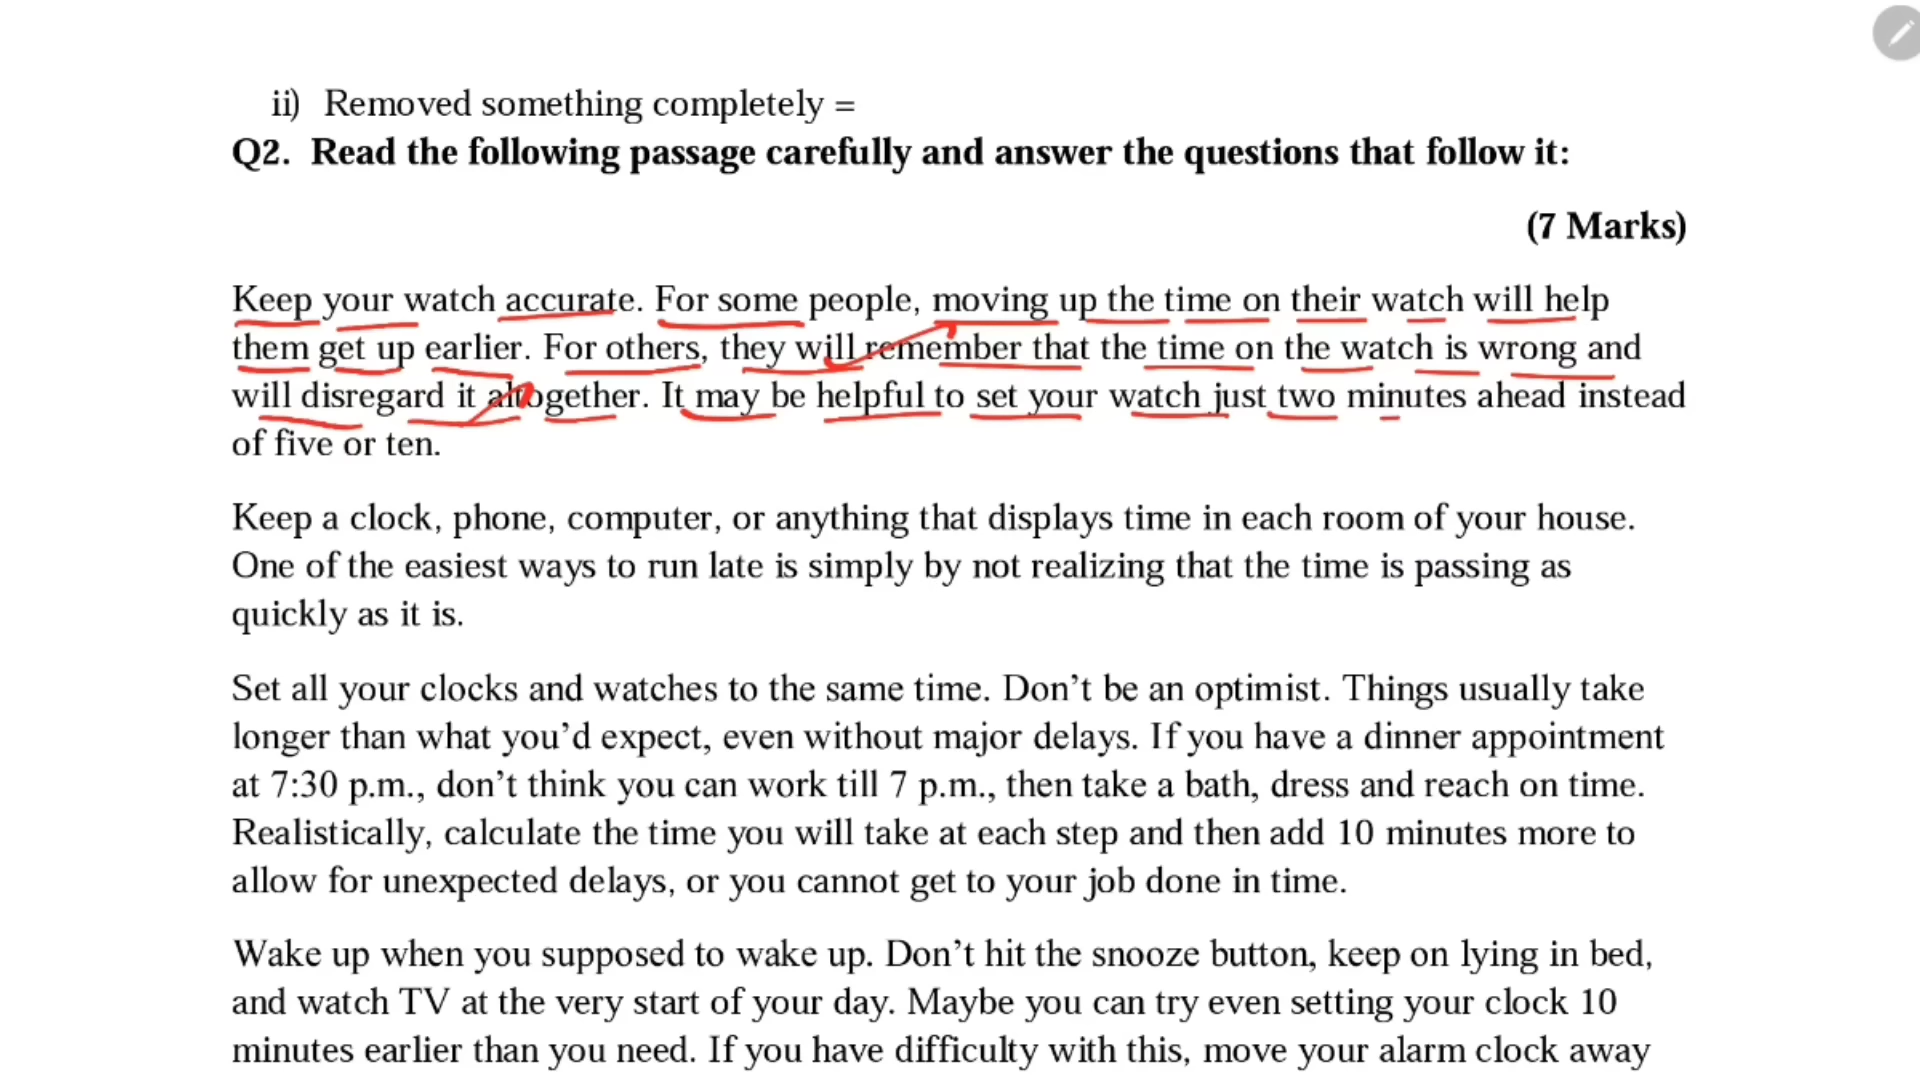 ii) Removed something completely =
Q2. Read the following passage carefully and answer the questions that follow it:
(7 Marks)
Keep your watch accurate. For some people, moving up the time on their watch will help
them get up earlier. For others, they will remember that the time on the watch is wrong and
will disregard it altogether. It may be helpful to set your watch just two minutes ahead instead
of five or ten.
Keep a clock, phone, computer, or anything that displays time in each room of your house.
One of the easiest ways to run late is simply by not realizing that the time is passing as
quickly as it is.
Set all your clocks and watches to the same time. Don’t be an optimist. Things usually take
longer than what you’d expect, even without major delays. If you have a dinner appointment
at 7:30 p.m., don’t think you can work till 7 p.m., then take a bath, dress and reach on time.
Realistically, calculate the time you will take at each step and then add 10 minutes more to
allow for unexpected delays, or you cannot get to your job done in time.
Wake up when you supposed to wake up. Don’t hit the snooze button, keep on lying in bed,
and watch TV at the very start of your day. Maybe you can try even setting your clock 10
minutes earlier than you need. If you have difficulty with this, move your alarm clock away